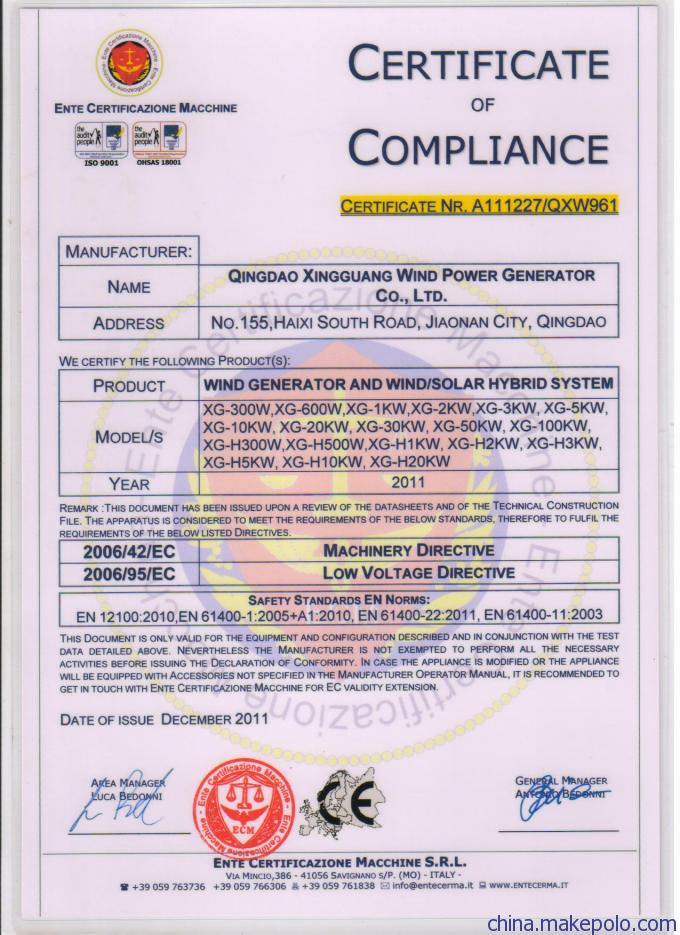 CERTIFICATE
OF
COMPLIANCE
ENTE CERTIFICAZIONE MACCHINE
the audit people
ISO 9001
the audit people
OHSAS 18001
CERTIFICATE NR. A111227/QXW961
MANUFACTURER:
NAME
QINGDAO XINGGUANG WIND POWER GENERATOR
CO., LTD.
ADDRESS
NO.155,HAIXI SOUTH ROAD, JIAONAN CITY, QINGDAO
WE CERTIFY THE FOLLOWING PRODUCT(S):
PRODUCT
WIND GENERATOR AND WIND/SOLAR HYBRID SYSTEM
MODEL/S
XG-300W,XG-600W,XG-1KW,XG-2KW,XG-3KW, XG-5KW,
XG-10KW, XG-20KW, XG-30KW, XG-50KW, XG-100KW,
XG-H300W,XG-H500W,XG-H1KW, XG-H2KW, XG-H3KW,
XG-H5KW, XG-H10KW, XG-H20KW
YEAR
2011
REMARK :THIS DOCUMENT HAS BEEN ISSUED UPON A REVIEW OF THE DATASHEETS AND OF THE TECHNICAL CONSTRUCTION
FILE. THE APPARATUS IS CONSIDERED TO MEET THE REQUIREMENTS OF THE BELOW STANDARDS, THEREFORE TO FULFIL THE
REQUIREMENTS OF THE BELOW LISTED DIRECTIVES.
2006/42/EC
MACHINERY DIRECTIVE
2006/95/EC
LOW VOLTAGE DIRECTIVE
SAFETY STANDARDS EN NORMS:
EN 12100:2010,EN 61400-1:2005+A1:2010, EN 61400-22:2011, EN 61400-11:2003
THIS DOCUMENT IS ONLY VALID FOR THE EQUIPMENT AND CONFIGURATION DESCRIBED AND IN CONJUNCTION WITH THE TEST
DATA DETAILED ABOVE. NEVERTHELESS THE MANUFACTURER IS NOT EXEMPTED TO PERFORM ALL THE NECESSARY
ACTIVITIES BEFORE ISSUING THE DECLARATION OF CONFORMITY. IN CASE THE APPLIANCE IS MODIFIED OR THE APPLIANCE
WILL BE EQUIPPED WITH ACCESSORIES NOT SPECIFIED IN THE MANUFACTURER OPERATOR MANUAL, IT IS RECOMMENDED TO
GET IN TOUCH WITH ENTE CERTIFICAZIONE MACCHINE FOR EC VALIDITY EXTENSION.
DATE OF ISSUE DECEMBER 2011
AREA MANAGER
LUCA BEDONNI
Ente Certificazione Macchine
ECM
CE
GENERAL MANAGER
ANTONIO BEDONNI
ENTE CERTIFICAZIONE MACCHINE S.R.L.
VIA MINCIO,386 - 41056 SAVIGNANO S/P. (MO) - ITALY -
+39 059 763736 +39 059 766306 +39 059 761838 info@entecerma.it WWW.ENTECERMA.IT
china.makepolo.com